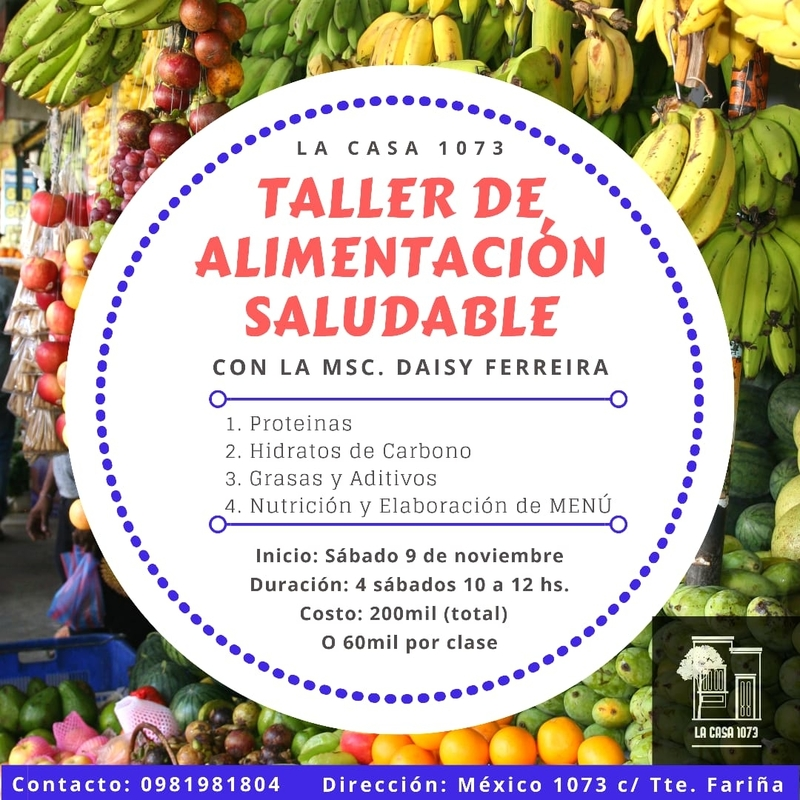 LA CASA 1073
TALLER DE
ALIMENTACIÓN
SALUDABLE
CON LA MSC. DAISY FERREIRA
1. Proteinas
2. Hidratos de Carbono
3. Grasas y Aditivos
4. Nutrición y Elaboración de MENÚ
Inicio: Sábado 9 de noviembre
Duración: 4 sábados 10 a 12 hs.
Costo: 200mil (total)
O 60mil por clase
LA CASA 1073
Contacto: 0981981804 Dirección: México 1073 c/ Tte. Fariña